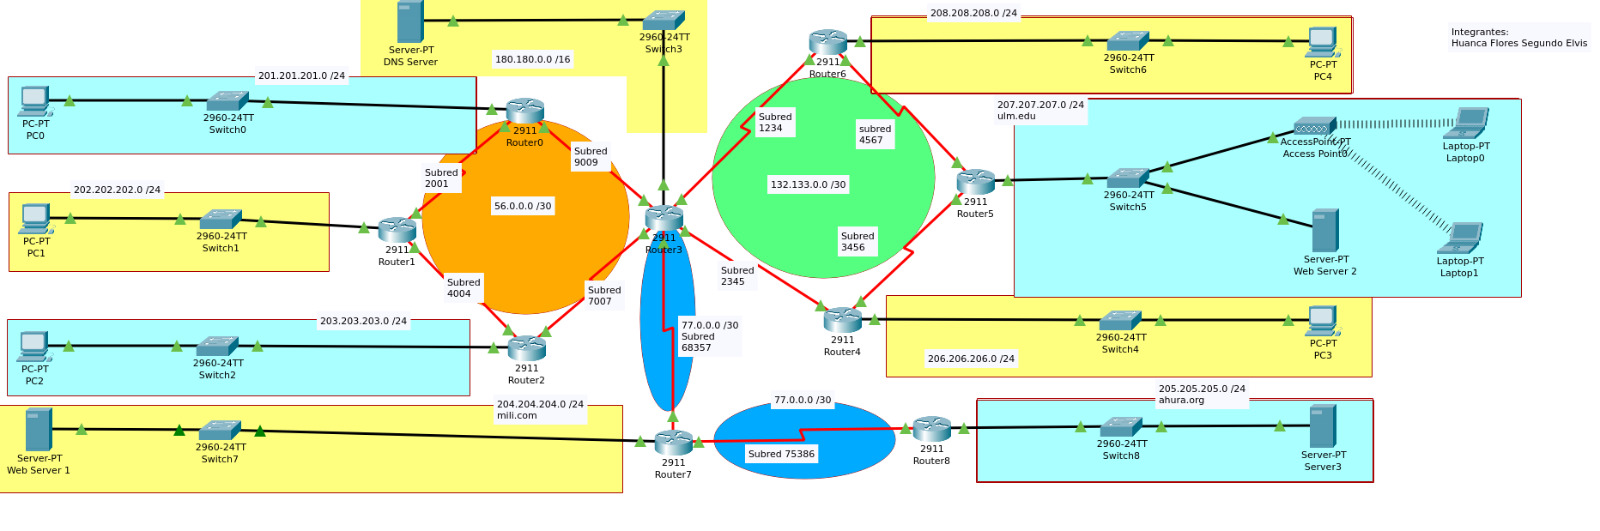 Server-PT
DNS Server
2960-24TT
Switch3
180.180.0.0 /16
201.201.201.0 /24
PC-PT
PC0
2960-24TT
Switch0
2911
Router0
Subred
9009
Subred
2001
56.0.0.0 /30
202.202.202.0 /24
PC-PT
PC1
2960-24TT
Switch1
2911
Router1
Subred
4004
Subred
7007
203.203.203.0 /24
PC-PT
PC2
2960-24TT
Switch2
2911
Router2
2911
Router3
77.0.0.0 /30
Subred
68357
204.204.204.0 /24
mili.com
Server-PT
Web Server 1
2960-24TT
Switch7
2911
Router7
77.0.0.0 /30
Subred 75386
2911
Router8
205.205.205.0 /24
ahura.org
2960-24TT
Switch8
Server-PT
Server3
208.208.208.0 /24
2911
Router6
2960-24TT
Switch6
PC-PT
PC4
Integrantes:
Huanca Flores Segundo Elvis
Subred
1234
subred
4567
132.133.0.0 /30
Subred
3456
Subred
2345
2911
Router5
207.207.207.0 /24
ulm.edu
AccessPoint-PT
Access Point0
Laptop-PT
Laptop0
2960-24TT
Switch5
Server-PT
Web Server 2
Laptop-PT
Laptop1
2911
Router4
206.206.206.0 /24
2960-24TT
Switch4
PC-PT
PC3